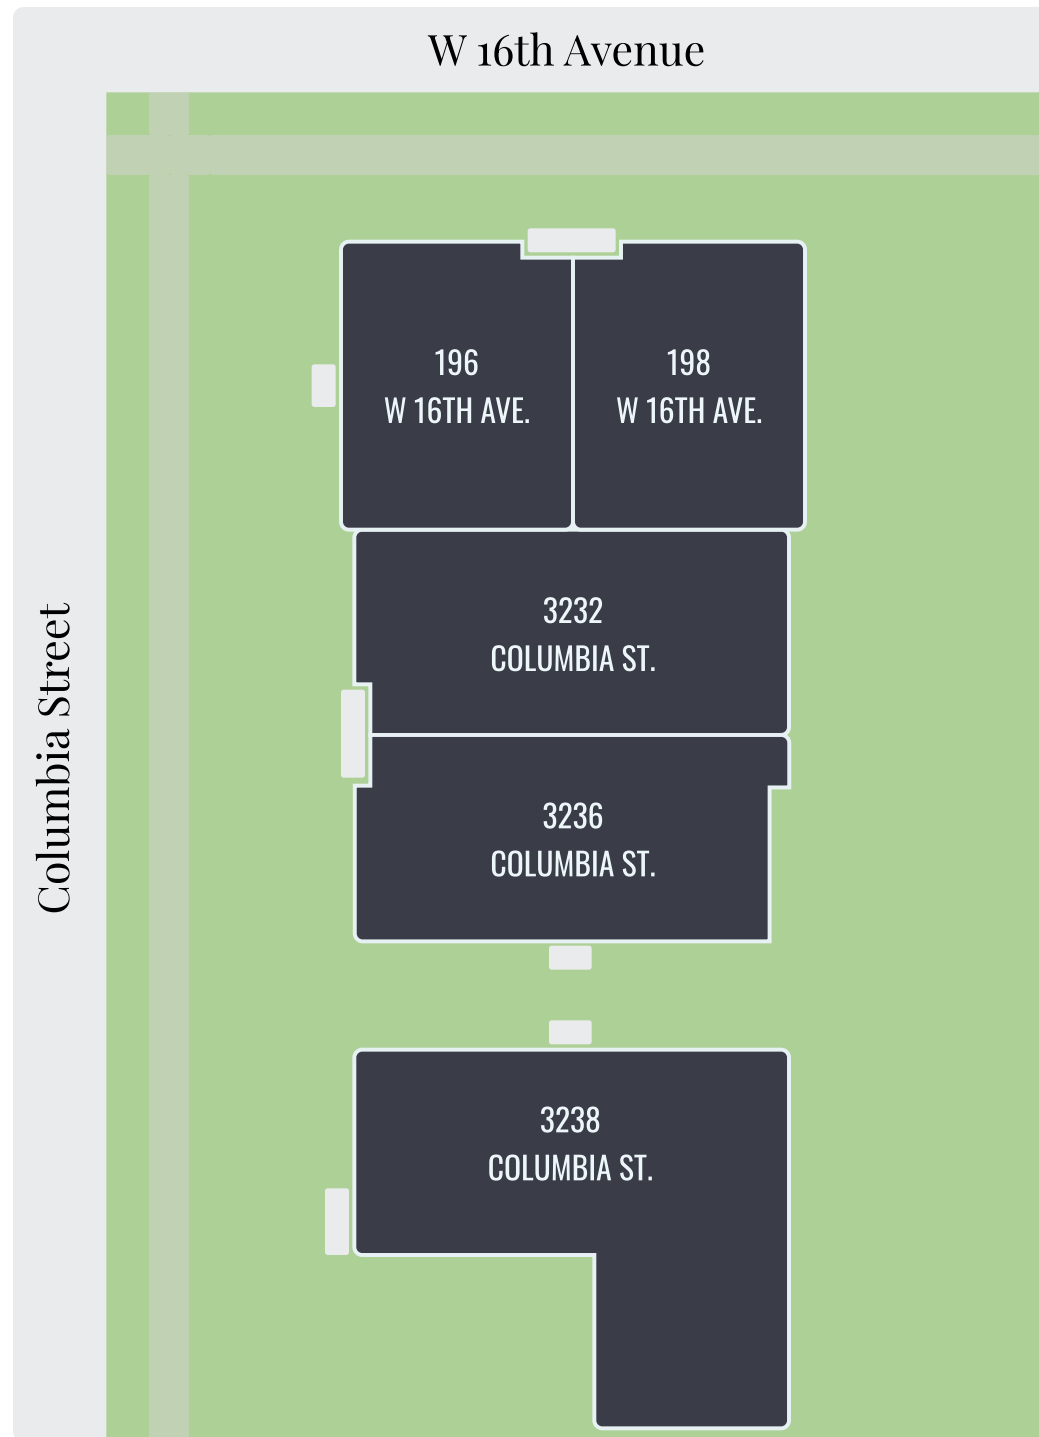 W 16th Avenue
196
W 16TH AVE.
198
W 16TH AVE.
3232
COLUMBIA ST.
Columbia Street
3236
COLUMBIA ST.
3238
COLUMBIA ST.